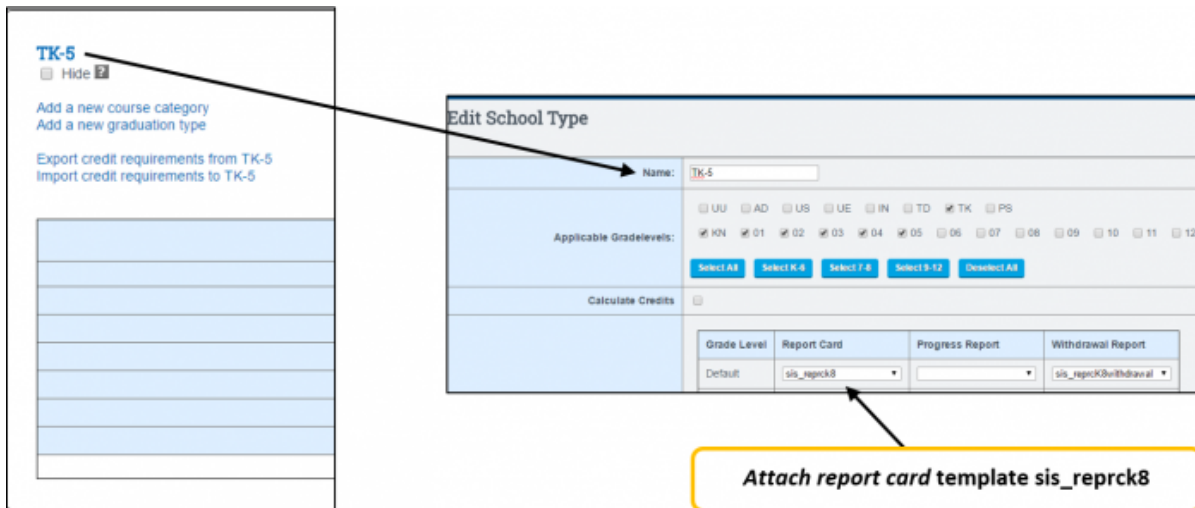 TK-5
Hide ?
Add a new course category
Add a new graduation type
Export credit requirements from TK-5
Import credit requirements to TK-5
Edit School Type
Name: TK-5
Applicable Gradelevels:
UU AD US UE IN TD TK PS
KN 01 02 03 04 05 06 07 08 09 10 11 12
Select All Select K-6 Select 7-8 Select 9-12 Deselect All
Calculate Credits
Grade Level Report Card Progress Report Withdrawal Report
Default sis_reprck8 sis_reprcK8withdrawal
Attach report card template sis_reprck8